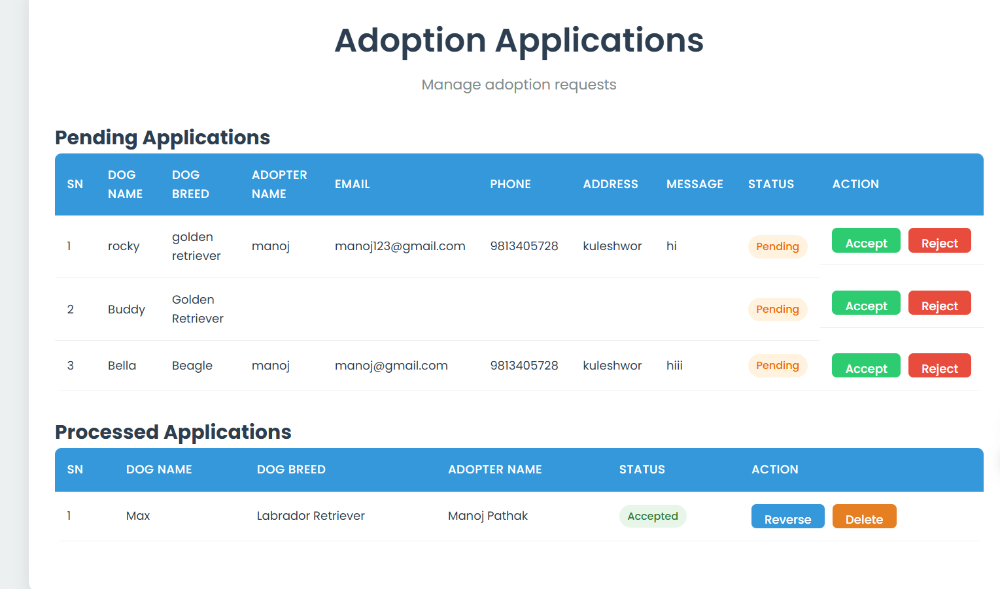 Adoption Applications
Manage adoption requests
Pending Applications
SN DOG NAME DOG BREED ADOPTER NAME EMAIL PHONE ADDRESS MESSAGE STATUS ACTION
1 rocky golden retriever manoj manoj123@gmail.com 9813405728 kuleshwor hi Pending Accept Reject
2 Buddy Golden Retriever Pending Accept Reject
3 Bella Beagle manoj manoj@gmail.com 9813405728 kuleshwor hiii Pending Accept Reject
Processed Applications
SN DOG NAME DOG BREED ADOPTER NAME STATUS ACTION
1 Max Labrador Retriever Manoj Pathak Accepted Reverse Delete